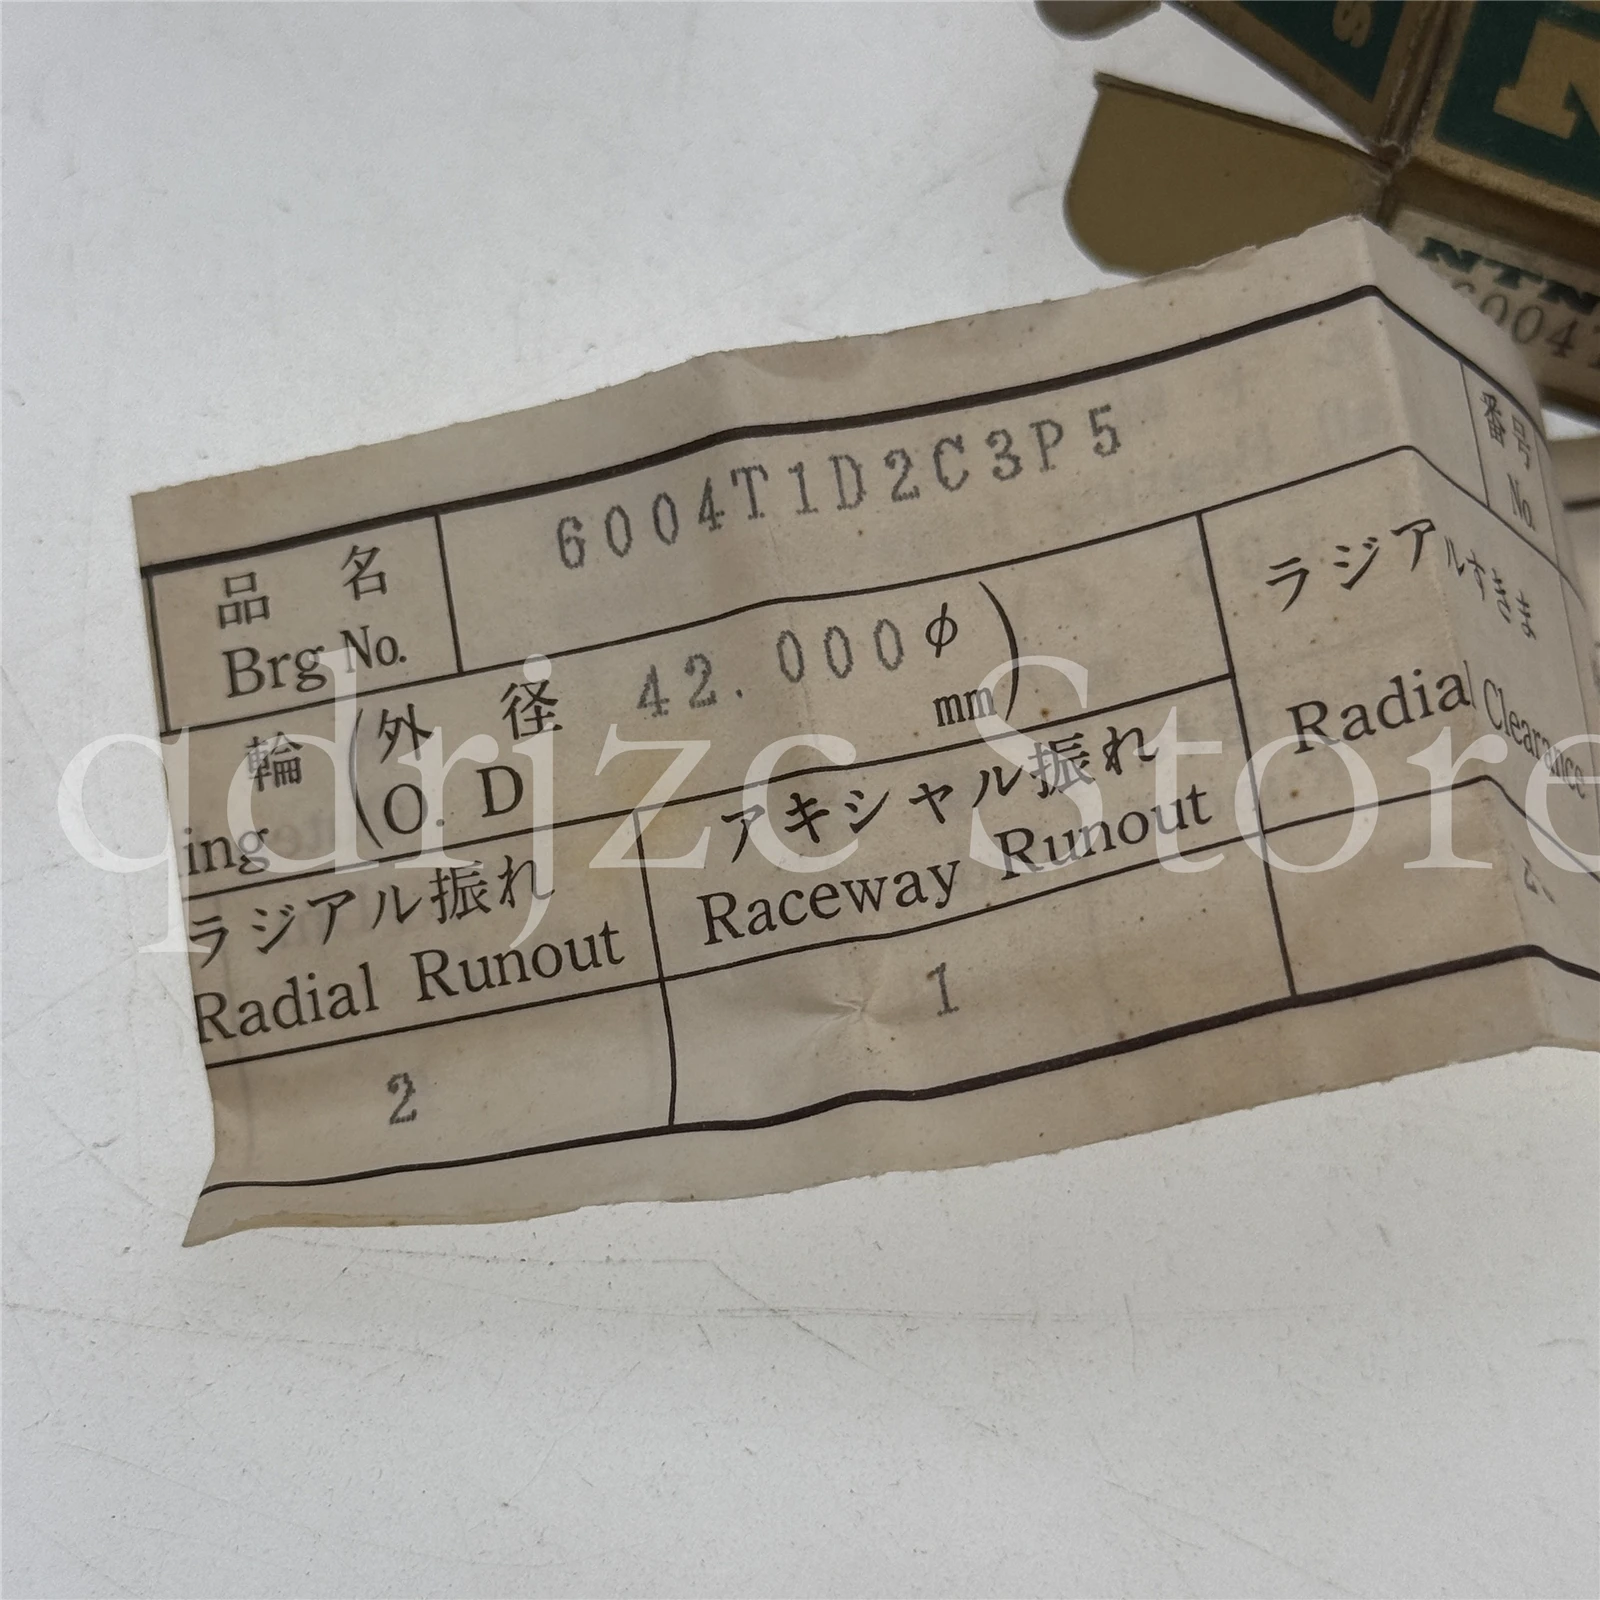 NTN
品名 6004T1D2C3P5 番号
Brg No. No.
輪 (外径 42.000 φ mm)
ing O. D
ラジアルすきま
Radial Clearance
ラジアル振れ アキシャル振れ
Radial Runout Raceway Runout
2 1
qdrjzc Store